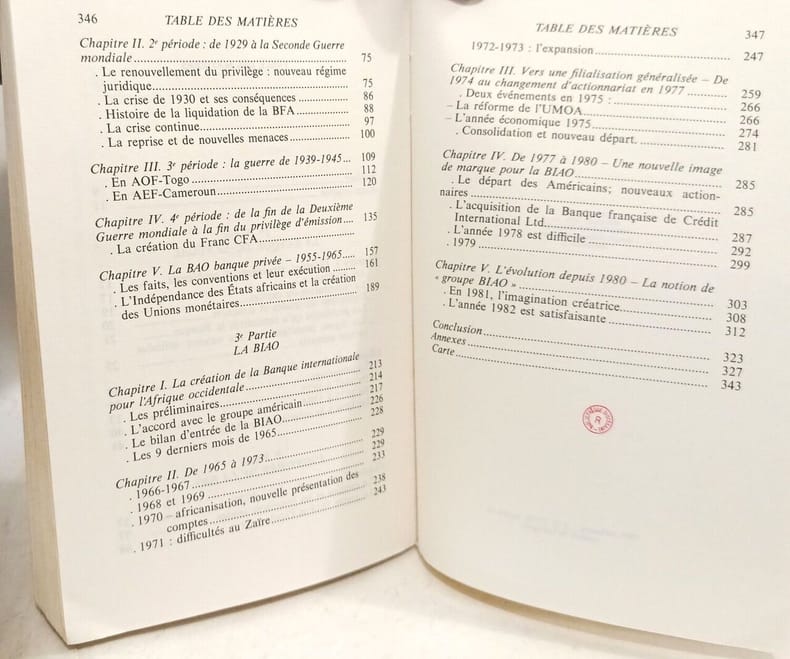 346 TABLE DES MATIÈRES
Chapitre II. 2e période : de 1929 à la Seconde Guerre
mondiale 75
. Le renouvellement du privilège : nouveau régime
juridique 75
. La crise de 1930 et ses conséquences 86
. Histoire de la liquidation de la BFA 88
. La crise continue 97
. La reprise et de nouvelles menaces 100
Chapitre III. 3e période : la guerre de 1939-1945 109
. En AOF-Togo 112
. En AEF-Cameroun 120
Chapitre IV. 4e période : de la fin de la Deuxième
Guerre mondiale à la fin du privilège d'émission 135
. La création du Franc CFA
Chapitre V. La BAO banque privée – 1955-1965 157
. Les faits, les conventions et leur exécution 161
. L'Indépendance des États africains et la création
des Unions monétaires 189
3e Partie
LA BIAO
Chapitre I. La création de la Banque internationale
pour l'Afrique occidentale 213
. Les préliminaires 214
. L'accord avec le groupe américain 217
. Le bilan d'entrée de la BIAO 226
. Les 9 derniers mois de 1965 228
Chapitre II. De 1965 à 1973 229
. 1966-1967 229
. 1968 et 1969 233
. 1970 – africanisation, nouvelle présentation des
comptes 238
. 1971 : difficultés au Zaïre 243
TABLE DES MATIÈRES 347
1972-1973 : l'expansion 247
Chapitre III. Vers une filialisation généralisée – De
1974 au changement d'actionnariat en 1977 259
. Deux événements en 1975 : 266
– La réforme de l'UMOA 266
– L'année économique 1975 274
. Consolidation et nouveau départ. 281
Chapitre IV. De 1977 à 1980 – Une nouvelle image
de marque pour la BIAO 285
. Le départ des Américains; nouveaux action-
naires 285
. L'acquisition de la Banque française de Crédit
International Ltd 287
. L'année 1978 est difficile 292
. 1979 299
Chapitre V. L'évolution depuis 1980 – La notion de
« groupe BIAO » 303
. En 1981, l'imagination créatrice 308
. L'année 1982 est satisfaisante 312
Conclusion 323
Annexes 327
Carte 343